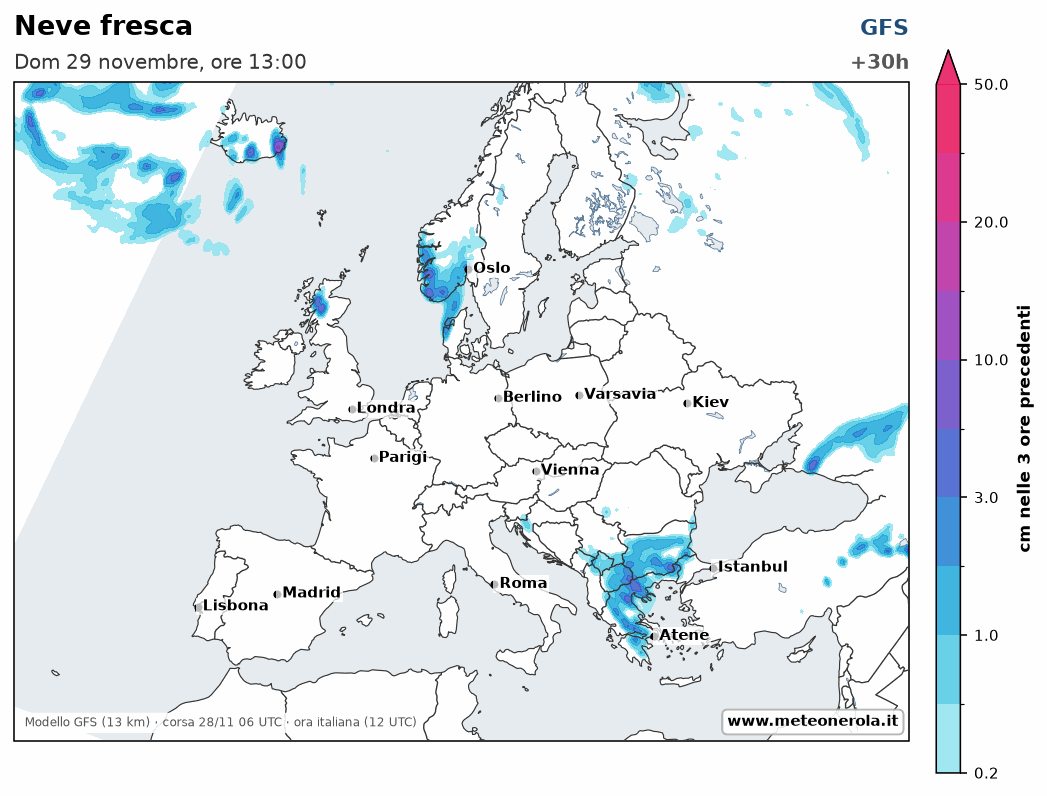 Neve fresca
GFS
Dom 29 novembre, ore 13:00
+30h
50.0
20.0
10.0
3.0
1.0
0.2
cm nelle 3 ore precedenti
Oslo
Londra
Berlino
Varsavia
Kiev
Parigi
Vienna
Istanbul
Roma
Madrid
Lisbona
Atene
Modello GFS (13 km) · corsa 28/11 06 UTC · ora italiana (12 UTC)
www.meteonerola.it